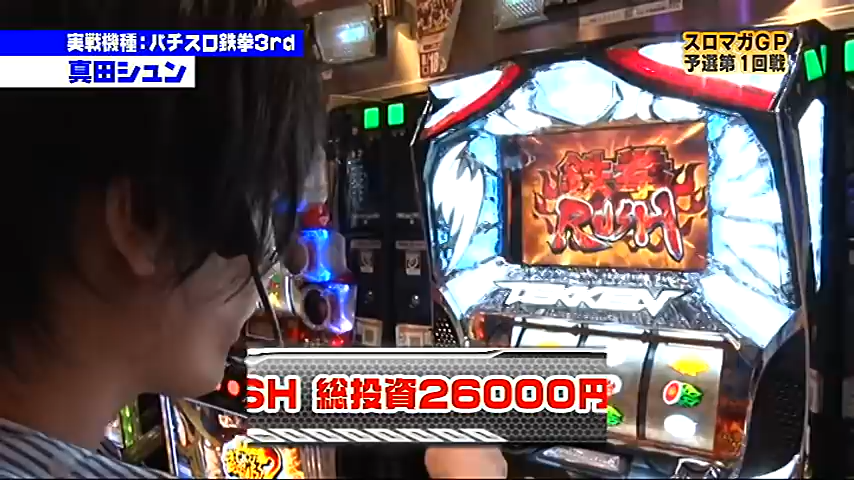 実戦機種:パチスロ鉄拳3rd
真田シュン
スロマガGP
予選第1回戦
鉄拳
RUSH
TEKKEN
SH 総投資26000円